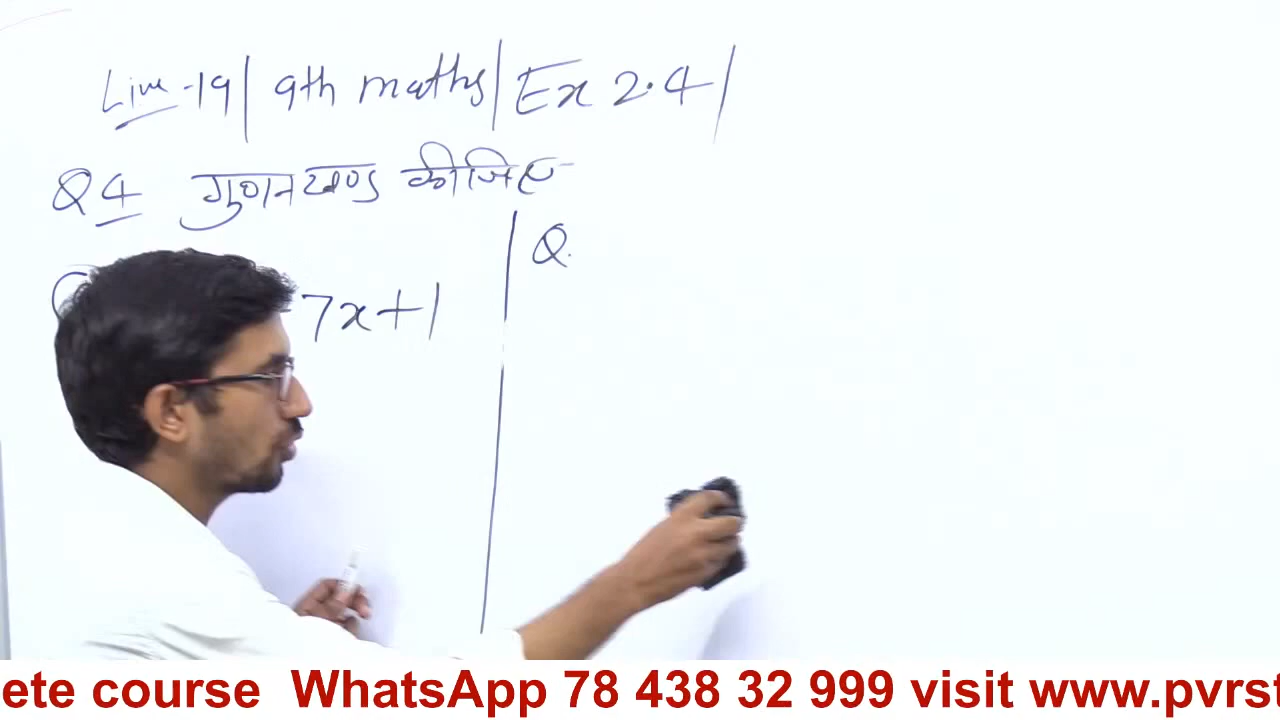 Live-19| 9th maths| Ex 2.4|
Q 4 गुणनखण्ड कीजिए
7x+1
Q.
ete course WhatsApp 78 438 32 999 visit www.pvrst